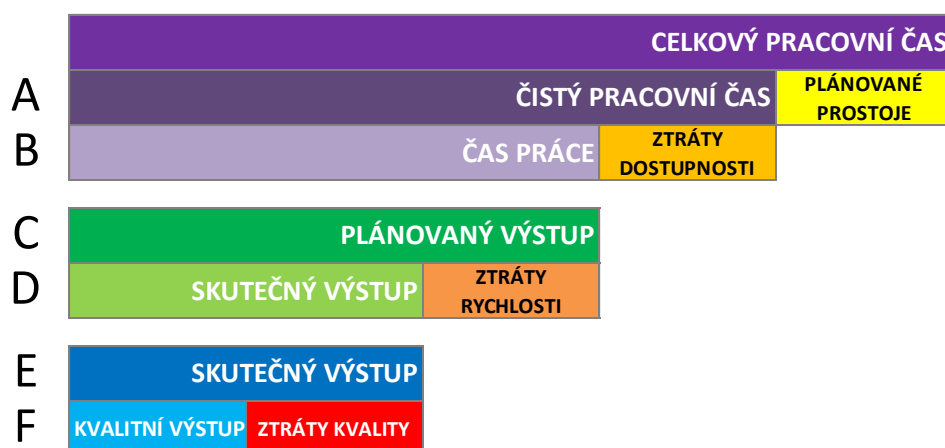 CELKOVÝ PRACOVNÍ ČAS
A
ČISTÝ PRACOVNÍ ČAS
PLÁNOVANÉ
PROSTOJE
B
ČAS PRÁCE
ZTRÁTY
DOSTUPNOSTI
C
PLÁNOVANÝ VÝSTUP
D
SKUTEČNÝ VÝSTUP
ZTRÁTY
RYCHLOSTI
E
SKUTEČNÝ VÝSTUP
F
KVALITNÍ VÝSTUP
ZTRÁTY KVALITY